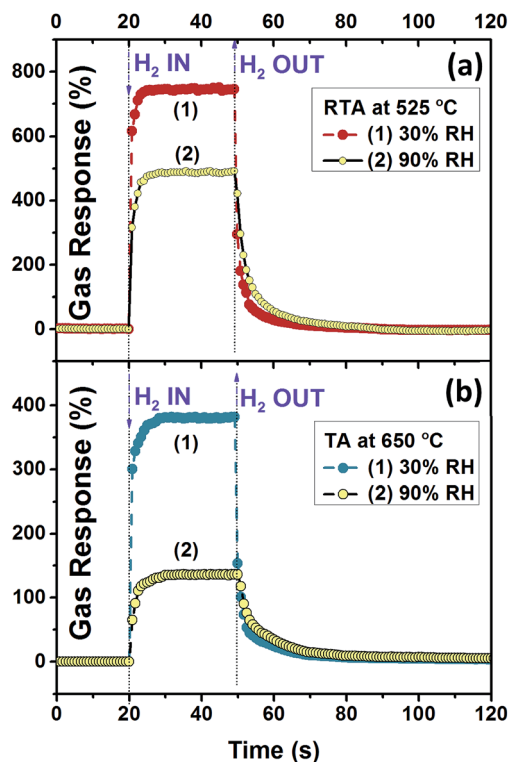 0 20 40 60 80 100 120
H₂ IN
H₂ OUT
(a)
800
600
400
200
0
Gas Response (%)
(1)
(2)
RTA at 525 °C
(1) 30% RH
(2) 90% RH
H₂ IN
H₂ OUT
(b)
400
300
200
100
0
Gas Response (%)
(1)
(2)
TA at 650 °C
(1) 30% RH
(2) 90% RH
0 20 40 60 80 100 120
Time (s)